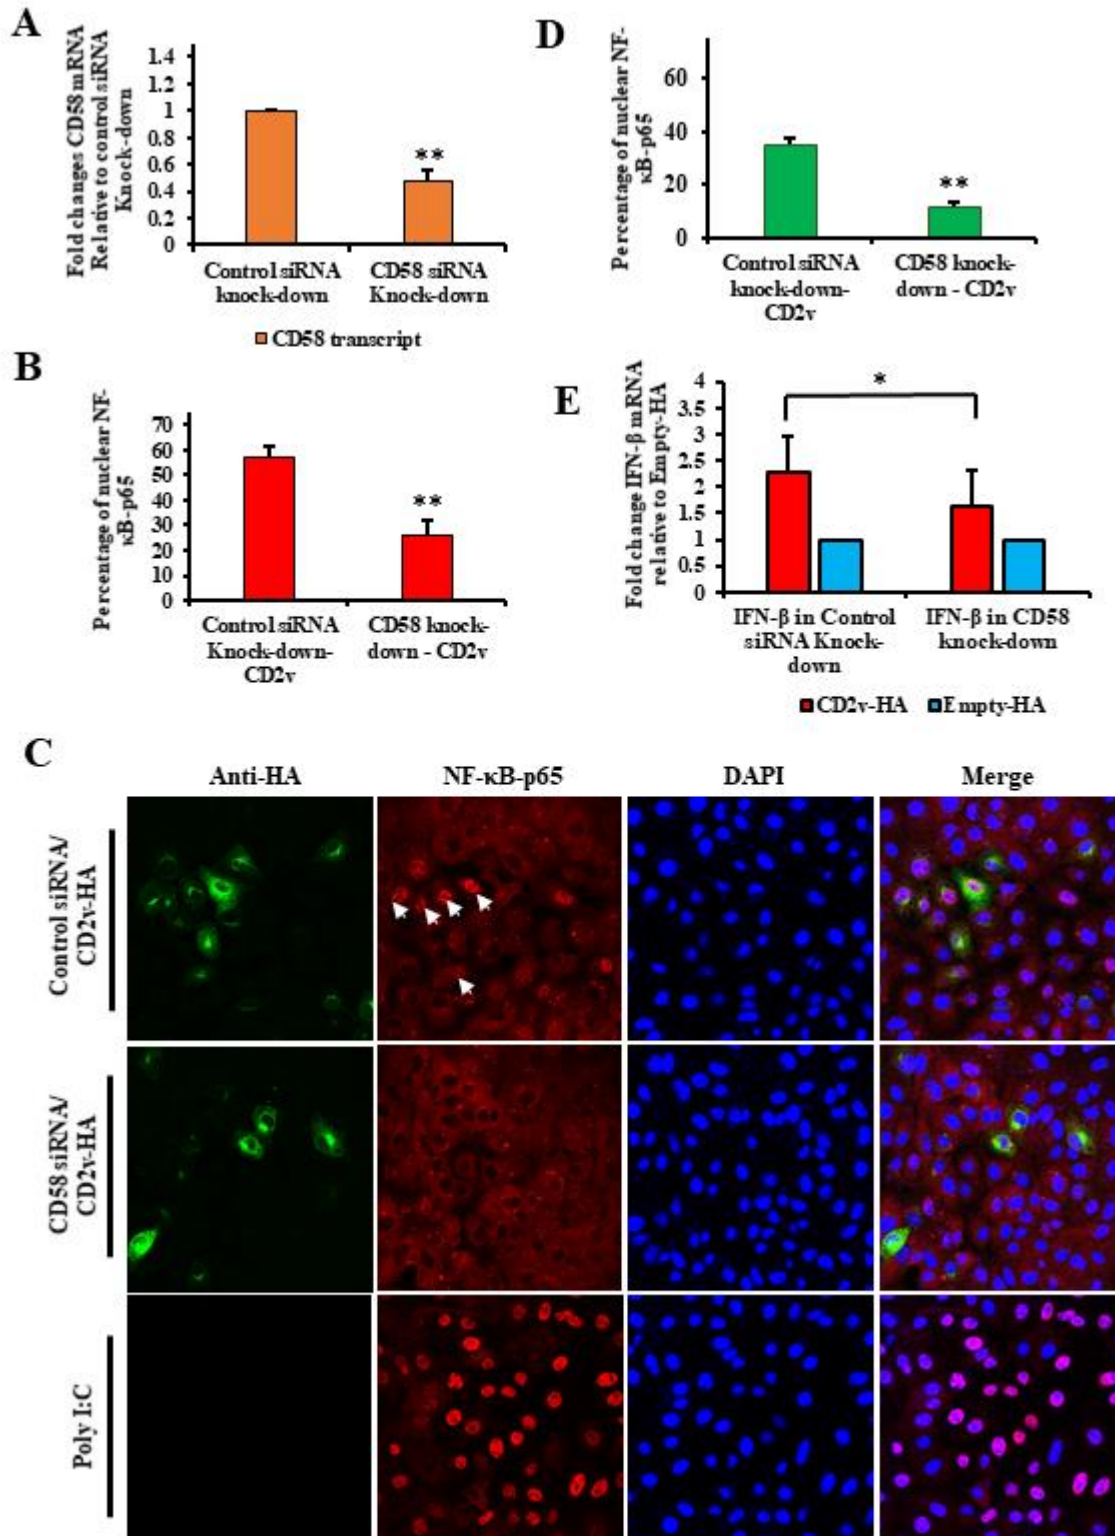 A
Fold changes CD58 mRNA
Relative to control siRNA
Knock-down
1.4
1.2
1
0.8
0.6
0.4
0.2
0
**
Control siRNA
knock-down
CD58 siRNA
Knock-down
CD58 transcript
D
Percentage of nuclear NF-
κB-p65
60
40
20
0
**
Control siRNA
knock-down-
CD2v
CD58 knock-
down - CD2v
B
Percentage of nuclear NF-
κB-p65
70
60
50
40
30
20
10
0
**
Control siRNA
Knock-down-
CD2v
CD58 knock-
down - CD2v
E
Fold change IFN-β mRNA
relative to Empty-HA
4
3.5
3
2.5
2
1.5
1
0.5
0
*
IFN-β in Control
siRNA Knock-
down
IFN-β in CD58
knock-down
CD2v-HA
Empty-HA
C
Anti-HA
NF-κB-p65
DAPI
Merge
Control siRNA/
CD2v-HA
CD58 siRNA/
CD2v-HA
Poly I:C